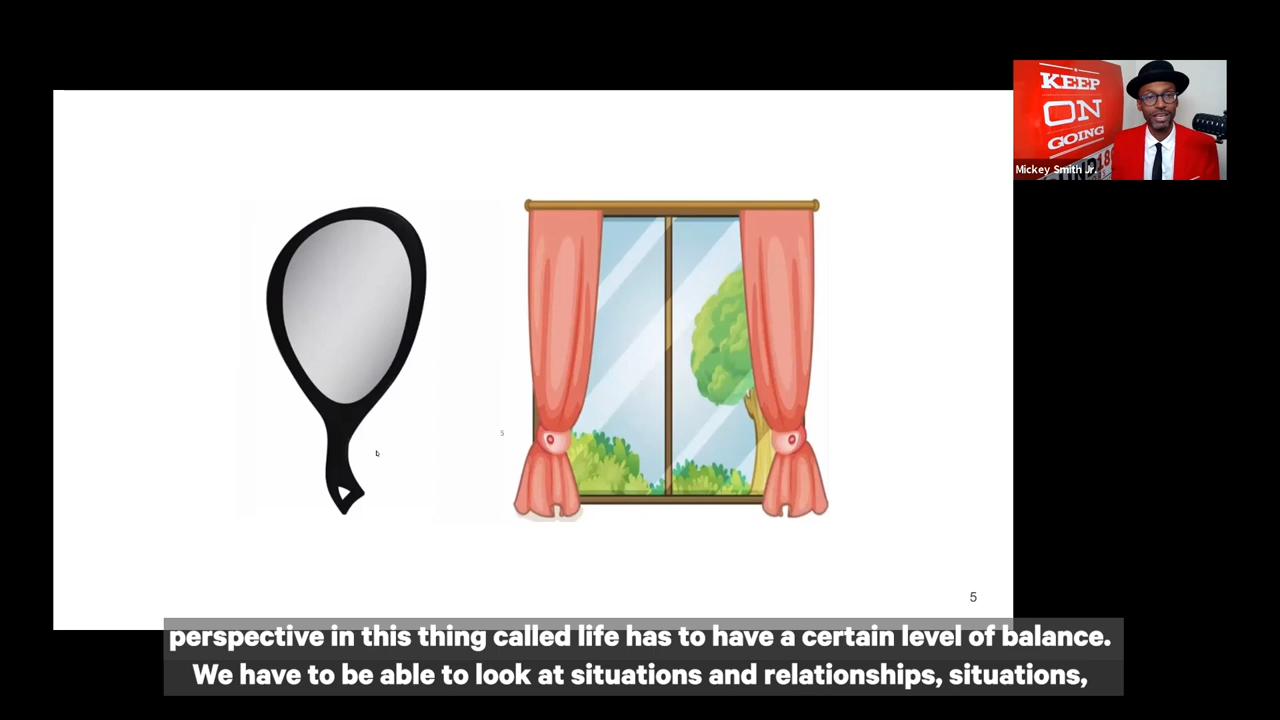 KEEP
ON
GOING
Mickey Smith Jr.
5
5
perspective in this thing called life has to have a certain level of balance.
We have to be able to look at situations and relationships, situations,